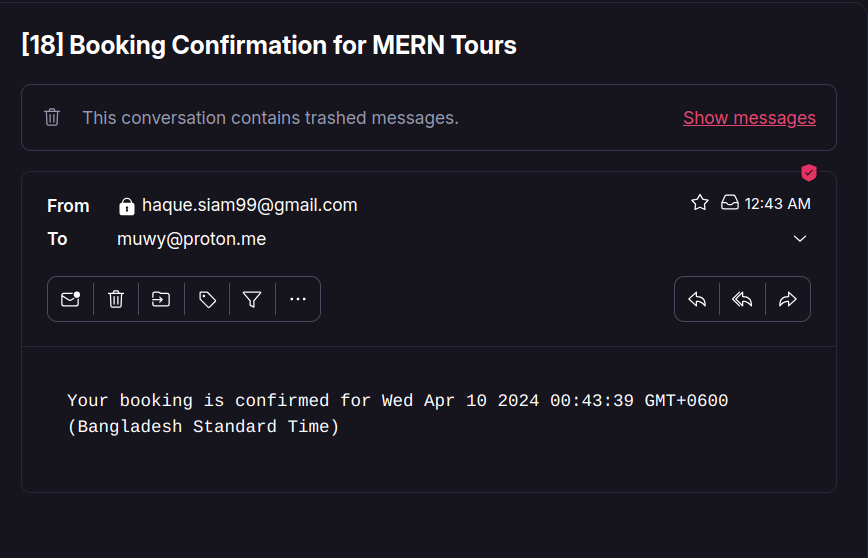 [18] Booking Confirmation for MERN Tours
This conversation contains trashed messages. Show messages
From haque.siam99@gmail.com 12:43 AM
To muwy@proton.me
Your booking is confirmed for Wed Apr 10 2024 00:43:39 GMT+0600
(Bangladesh Standard Time)